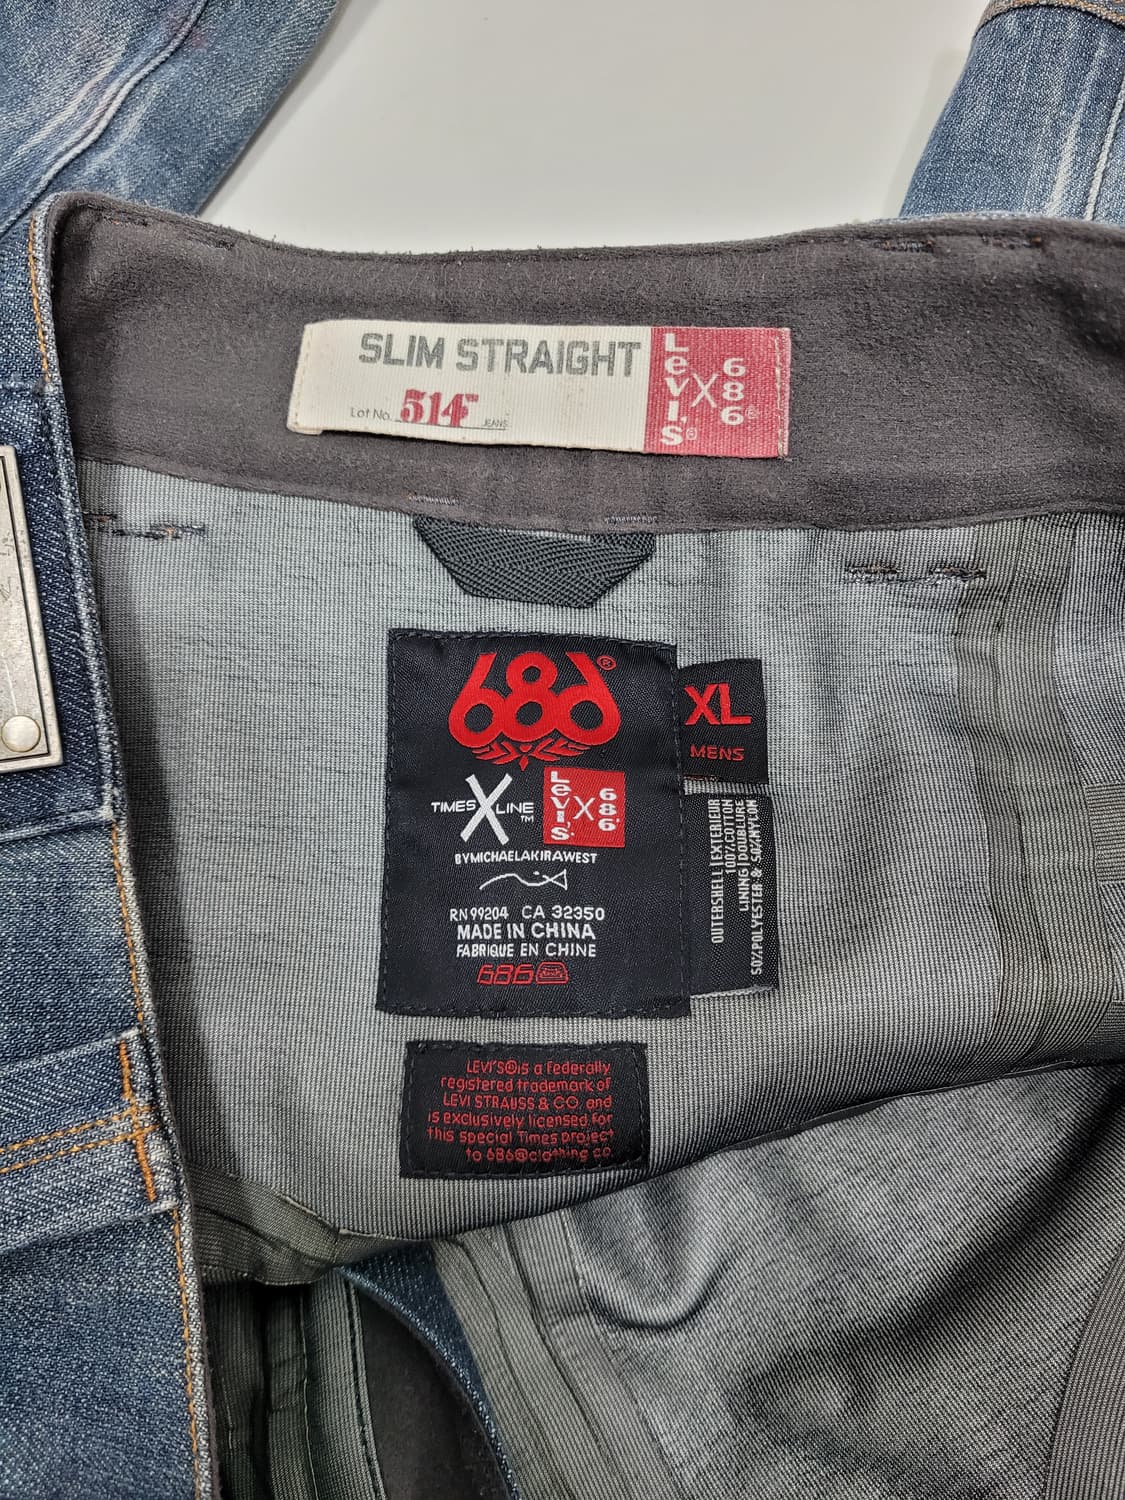 SLIM STRAIGHT
Lot No. 514™ JEANS
Levi's® X 686®
686®
XL
MENS
TIMES X LINE™
Levi's X 686
BYMICHAELAKIRAWEST
RN 99204 CA 32350
MADE IN CHINA
FABRIQUE EN CHINE
686
OUTERSHELL | EXTERIEUR
100% COTTON
LINING | DOUBLURE
50% POLYESTER & 50% NYLON
LEVI'S® is a federally
registered trademark of
LEVI STRAUSS & CO. and
is exclusively licensed for
this special Times project
to 686®clothing co.